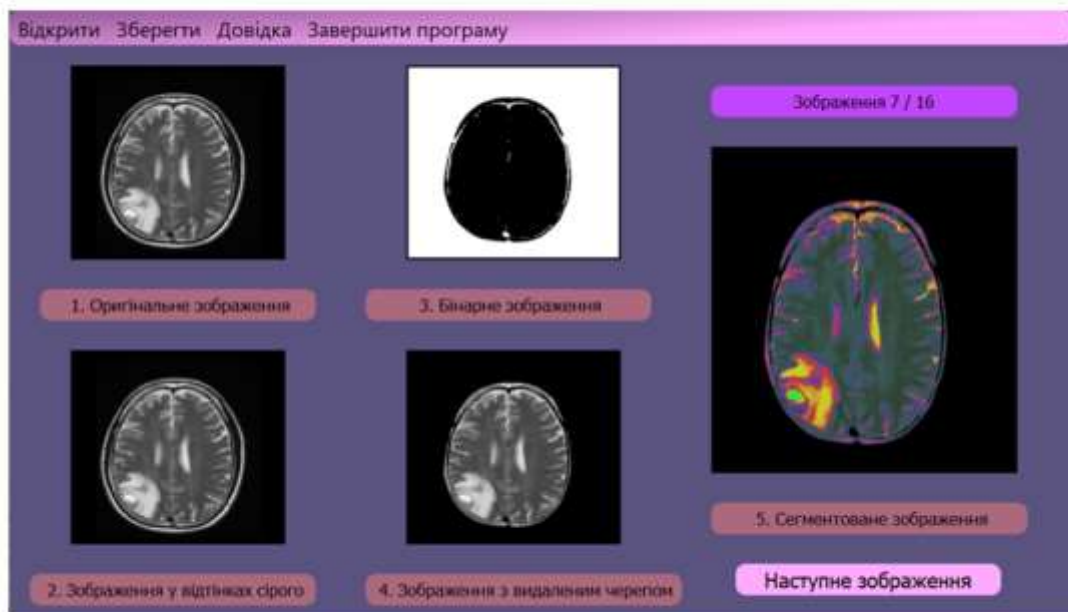 Відкрити Зберегти Довідка Завершити програму
Зображення 7 / 16
1. Оригінальне зображення
3. Бінарне зображення
5. Сегментоване зображення
2. Зображення у відтінках сірого
4. Зображення з видаленим черепом
Наступне зображення